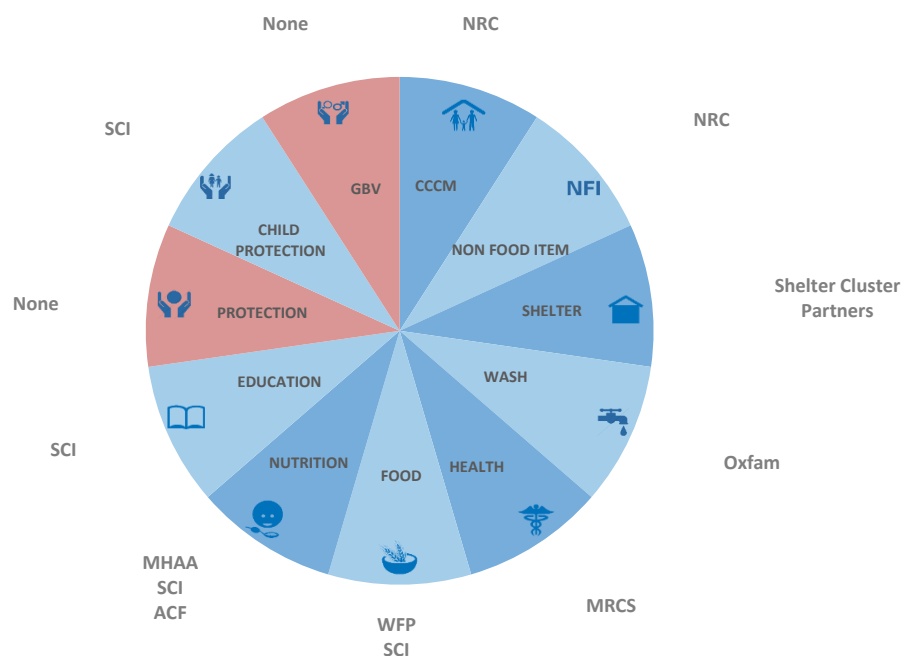 None
NRC
SCI
NRC
GBV
CCCM
NFI
CHILD
PROTECTION
NON FOOD ITEM
None
PROTECTION
SHELTER
Shelter Cluster
Partners
EDUCATION
WASH
SCI
NUTRITION
FOOD
HEALTH
Oxfam
MHAA
SCI
ACF
WFP
SCI
MRCS